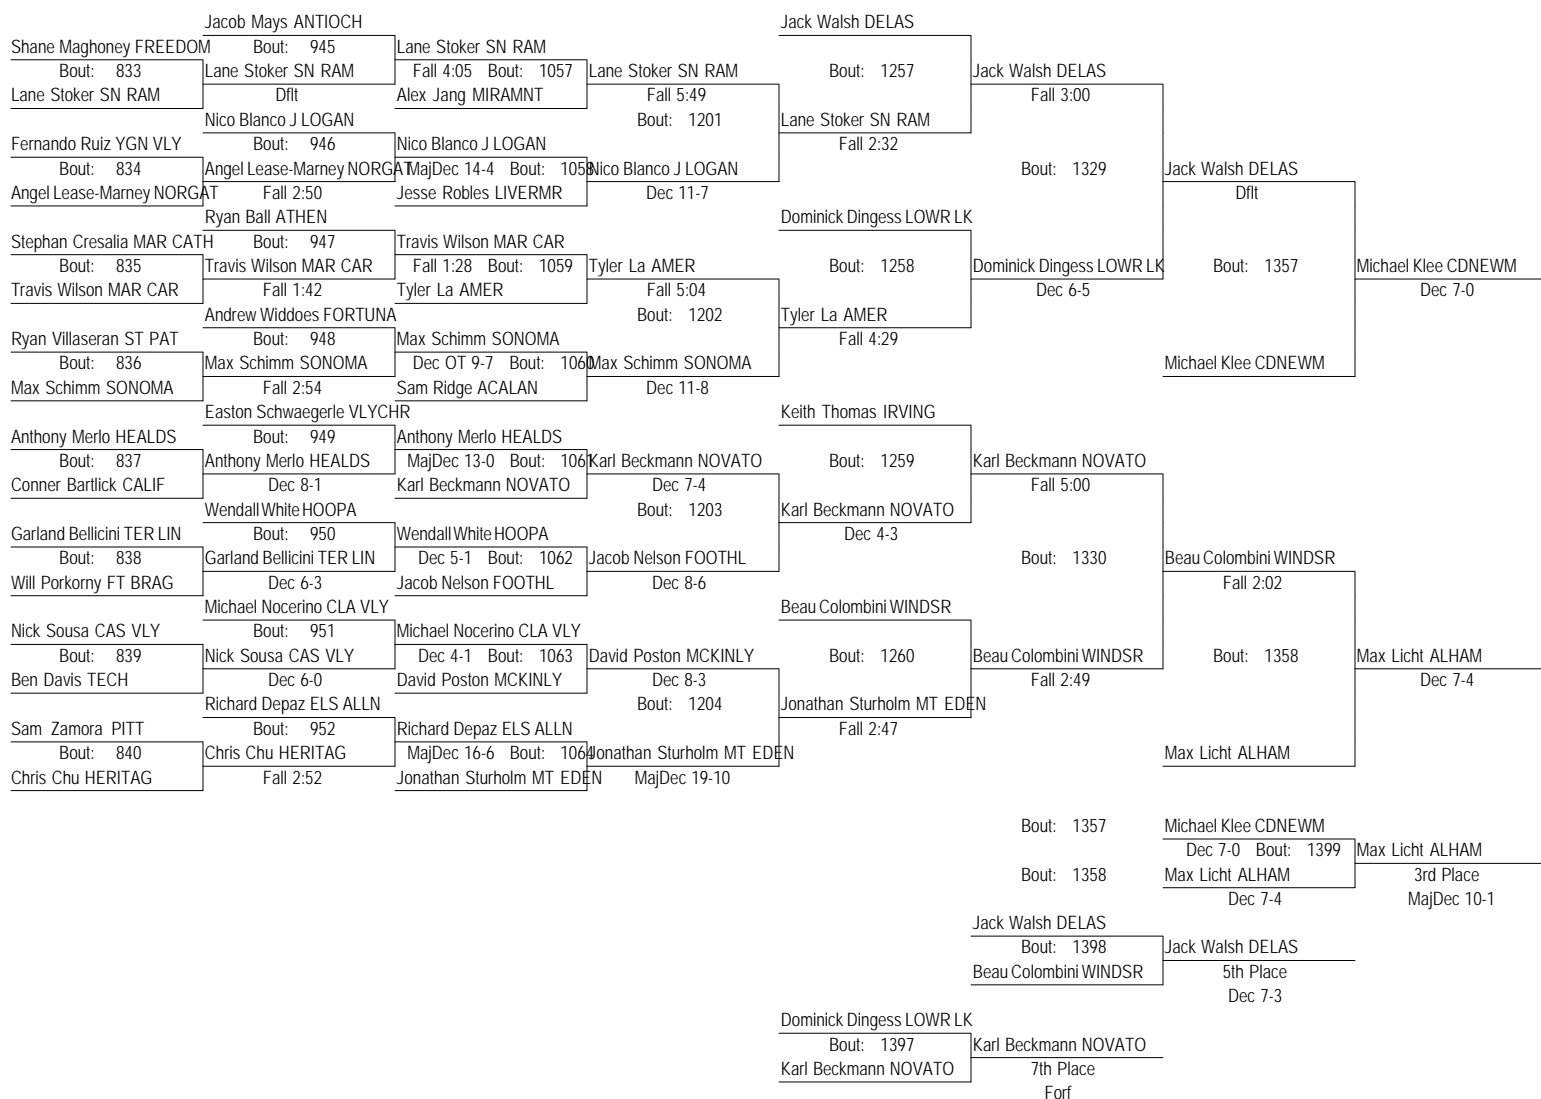 Jacob Mays ANTIOCH Jack Walsh DELAS
Shane Maghoney FREEDOM Bout: 945 Lane Stoker SN RAM
Bout: 833 Lane Stoker SN RAM Fall 4:05 Bout: 1057 Lane Stoker SN RAM Bout: 1257 Jack Walsh DELAS
Lane Stoker SN RAM Dflt Alex Jang MIRAMNT Fall 5:49 Fall 3:00
Nico Blanco J LOGAN Bout: 1201 Lane Stoker SN RAM
Fernando Ruiz YGN VLY Bout: 946 Nico Blanco J LOGAN Fall 2:32
Bout: 834 Angel Lease-Marney NORGAT MajDec 14-4 Bout: 1058 Nico Blanco J LOGAN Bout: 1329 Jack Walsh DELAS
Angel Lease-Marney NORGAT Fall 2:50 Jesse Robles LIVERMR Dec 11-7 Dflt
Ryan Ball ATHEN Dominick Dingess LOWR LK
Stephan Cresalia MAR CATH Bout: 947 Travis Wilson MAR CAR
Bout: 835 Travis Wilson MAR CAR Fall 1:28 Bout: 1059 Tyler La AMER Bout: 1258 Dominick Dingess LOWR LK Bout: 1357 Michael Klee CDNEWM
Travis Wilson MAR CAR Fall 1:42 Tyler La AMER Fall 5:04 Dec 6-5 Dec 7-0
Andrew Widdoes FORTUNA Bout: 1202 Tyler La AMER
Ryan Villaseran ST PAT Bout: 948 Max Schimm SONOMA Fall 4:29
Bout: 836 Max Schimm SONOMA Dec OT 9-7 Bout: 1060 Max Schimm SONOMA Michael Klee CDNEWM
Max Schimm SONOMA Fall 2:54 Sam Ridge ACALAN Dec 11-8
Easton Schwaegerle VLYCHR Keith Thomas IRVING
Anthony Merlo HEALDS Bout: 949 Anthony Merlo HEALDS
Bout: 837 Anthony Merlo HEALDS MajDec 13-0 Bout: 1061 Karl Beckmann NOVATO Bout: 1259 Karl Beckmann NOVATO
Conner Bartlick CALIF Dec 8-1 Karl Beckmann NOVATO Dec 7-4 Fall 5:00
Wendall White HOOPA Bout: 1203 Karl Beckmann NOVATO
Garland Bellicini TER LIN Bout: 950 Wendall White HOOPA Dec 4-3
Bout: 838 Garland Bellicini TER LIN Dec 5-1 Bout: 1062 Jacob Nelson FOOTHL Bout: 1330 Beau Colombini WINDSR
Will Porkorny FT BRAG Dec 6-3 Jacob Nelson FOOTHL Dec 8-6 Fall 2:02
Michael Nocerino CLA VLY Beau Colombini WINDSR
Nick Sousa CAS VLY Bout: 951 Michael Nocerino CLA VLY
Bout: 839 Nick Sousa CAS VLY Dec 4-1 Bout: 1063 David Poston MCKINLY Bout: 1260 Beau Colombini WINDSR Bout: 1358 Max Licht ALHAM
Ben Davis TECH Dec 6-0 David Poston MCKINLY Dec 8-3 Fall 2:49 Dec 7-4
Richard Depaz ELS ALLN Bout: 1204 Jonathan Sturholm MT EDEN
Sam Zamora PITT Bout: 952 Richard Depaz ELS ALLN Fall 2:47
Bout: 840 Chris Chu HERITAG MajDec 16-6 Bout: 1064 Jonathan Sturholm MT EDEN Max Licht ALHAM
Chris Chu HERITAG Fall 2:52 Jonathan Sturholm MT EDEN MajDec 19-10
Bout: 1357 Michael Klee CDNEWM
Dec 7-0 Bout: 1399 Max Licht ALHAM
Bout: 1358 Max Licht ALHAM 3rd Place
Dec 7-4 MajDec 10-1
Jack Walsh DELAS
Bout: 1398 Jack Walsh DELAS
Beau Colombini WINDSR 5th Place
Dec 7-3
Dominick Dingess LOWR LK
Bout: 1397 Karl Beckmann NOVATO
Karl Beckmann NOVATO 7th Place
Forf